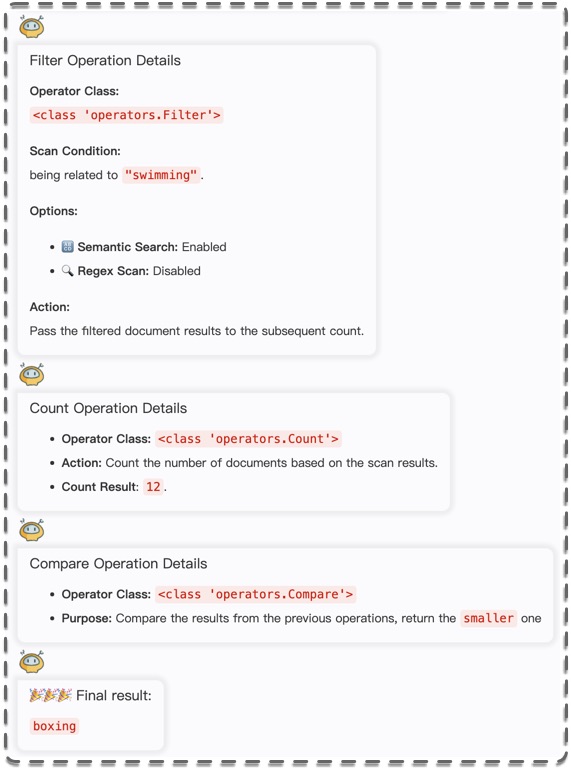 Filter Operation Details
Operator Class:
<class 'operators.Filter'>
Scan Condition:
being related to "swimming".
Options:
• Semantic Search: Enabled
• Regex Scan: Disabled
Action:
Pass the filtered document results to the subsequent count.
Count Operation Details
• Operator Class: <class 'operators.Count'>
• Action: Count the number of documents based on the scan results.
• Count Result: 12.
Compare Operation Details
• Operator Class: <class 'operators.Compare'>
• Purpose: Compare the results from the previous operations, return the smaller one
🎉🎉🎉 Final result:
boxing